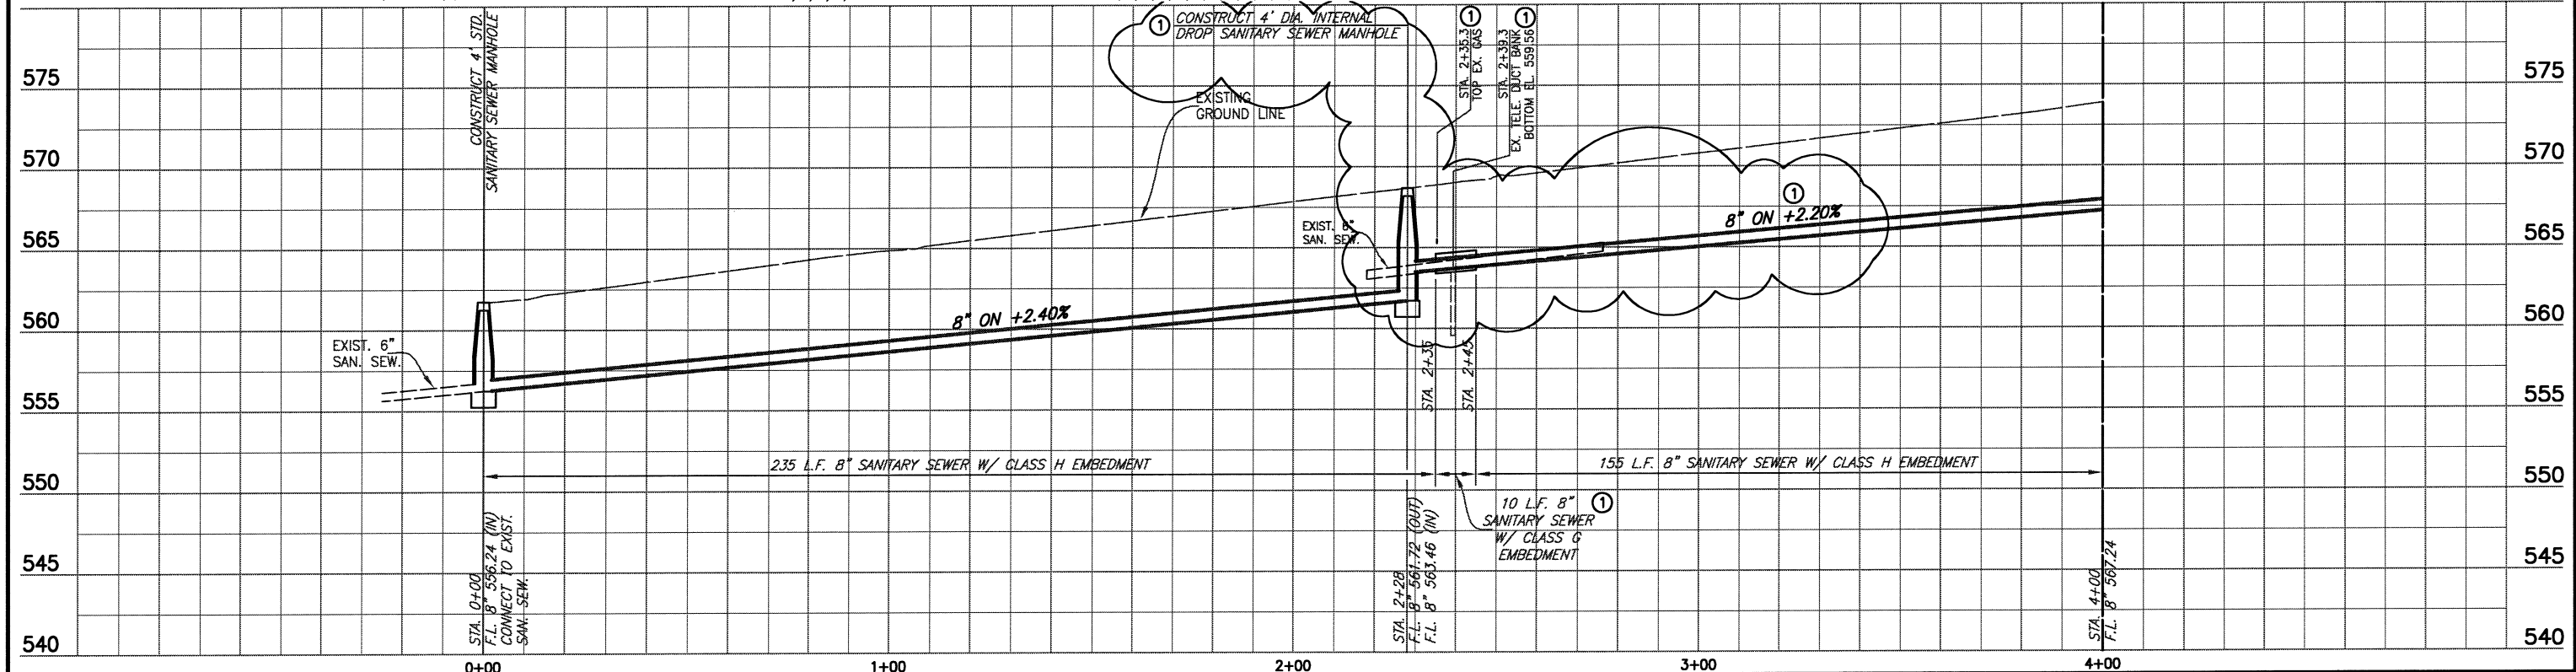 CONSTRUCT 4' STD.
SANITARY SEWER MANHOLE
① CONSTRUCT 4' DIA. INTERNAL
DROP SANITARY SEWER MANHOLE
①
STA. 2+35.3
TOP EX. GAS
①
STA. 2+39.3
EX. TELE. DUCT BANK
BOTTOM EL. 559.56
575
575
EXISTING
GROUND LINE
570
570
①
8" ON +2.20%
EXIST. 6"
SAN. SEW.
565
565
8" ON +2.40%
560
560
EXIST. 6"
SAN. SEW.
STA. 2+35
STA. 2+45
555
555
235 L.F. 8" SANITARY SEWER W/ CLASS H EMBEDMENT
155 L.F. 8" SANITARY SEWER W/ CLASS H EMBEDMENT
550
550
10 L.F. 8" ①
SANITARY SEWER
W/ CLASS G
EMBEDMENT
545
545
STA. 0+00
F.L. 8" 556.24 (IN)
CONNECT TO EXIST.
SAN. SEW.
STA. 2+28
F.L. 8" 561.72 (OUT)
F.L. 8" 563.46 (IN)
STA. 4+00
F.L. 8" 567.24
540
540
0+00
1+00
2+00
3+00
4+00